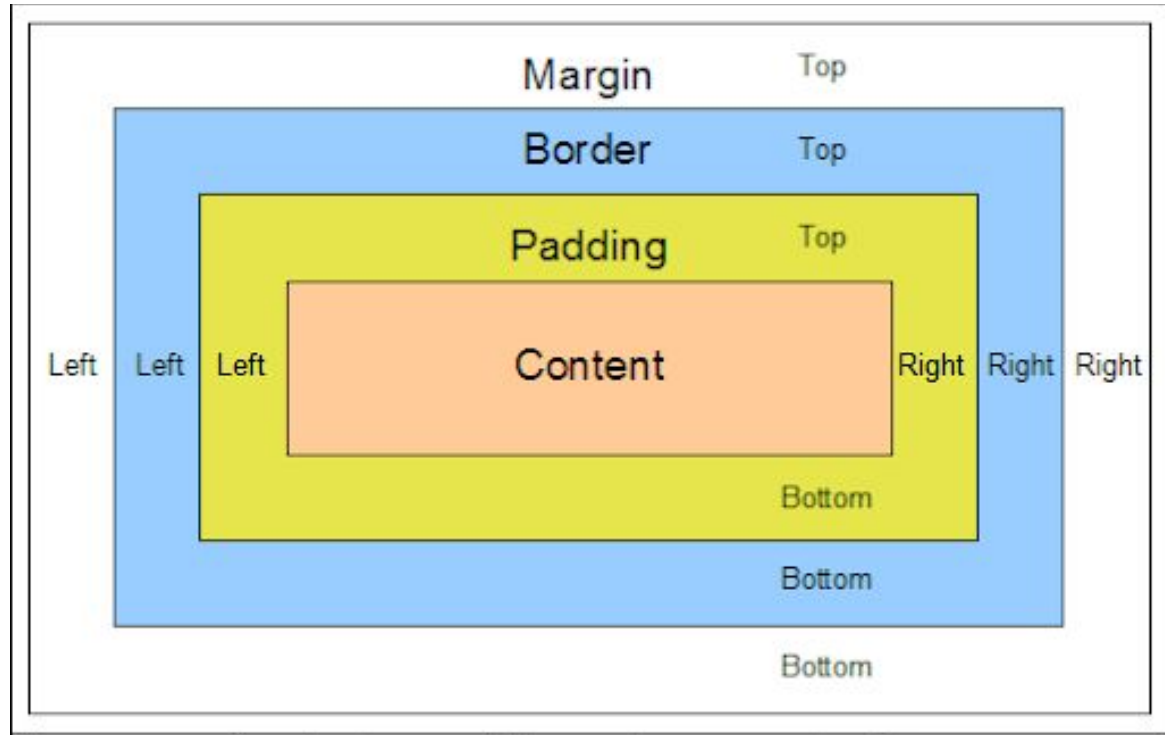 Margin Top
Border Top
Padding Top
Left Left Left Content Right Right Right
Bottom
Bottom
Bottom